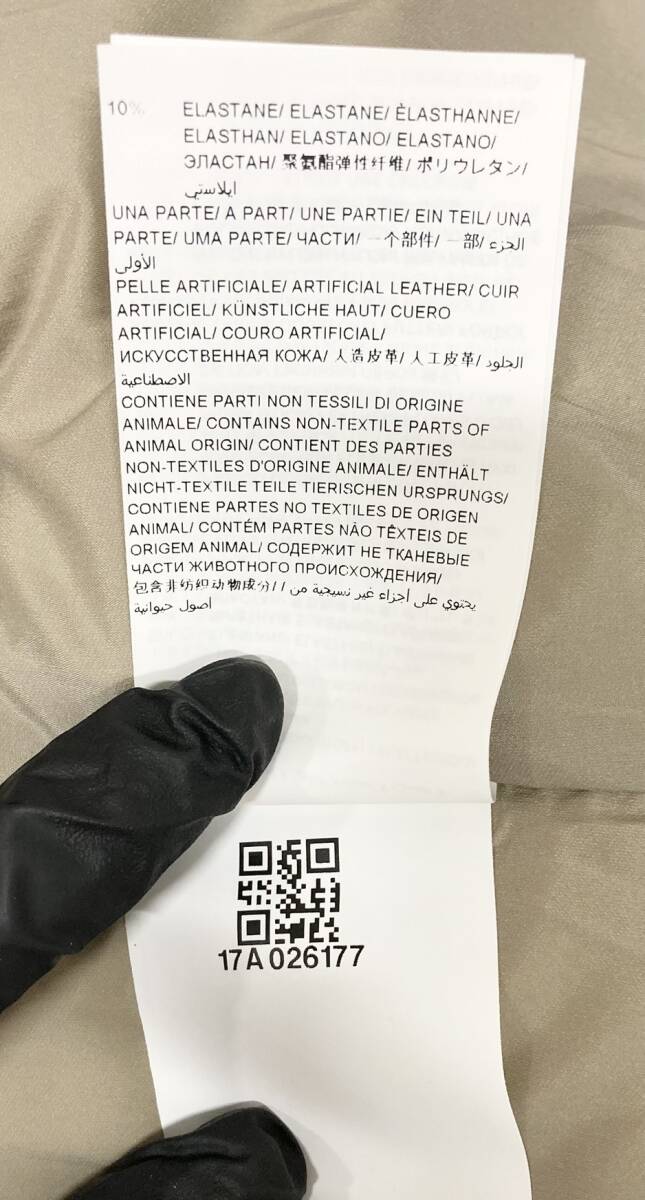 10% ELASTANE/ ELASTANE/ ÈLASTHANNE/
ELASTHAN/ ELASTANO/ ELASTANO/
ЭЛАСТАН/ 聚氨酯弹性纤维/ ポリウレタン/
ايلاستي
UNA PARTE/ A PART/ UNE PARTIE/ EIN TEIL/ UNA
PARTE/ UMA PARTE/ ЧАСТИ/ 一个部件/ 一部/ الجزء
الأولى
PELLE ARTIFICIALE/ ARTIFICIAL LEATHER/ CUIR
ARTIFICIEL/ KÜNSTLICHE HAUT/ CUERO
ARTIFICIAL/ COURO ARTIFICIAL/
ИСКУССТВЕННАЯ КОЖА/ 人造皮革/ 人工皮革/ الجلود
الاصطناعية
CONTIENE PARTI NON TESSILI DI ORIGINE
ANIMALE/ CONTAINS NON-TEXTILE PARTS OF
ANIMAL ORIGIN/ CONTIENT DES PARTIES
NON-TEXTILES D'ORIGINE ANIMALE/ ENTHÄLT
NICHT-TEXTILE TEILE TIERISCHEN URSPRUNGS/
CONTIENE PARTES NO TEXTILES DE ORIGEN
ANIMAL/ CONTÉM PARTES NÃO TÊXTEIS DE
ORIGEM ANIMAL/ СОДЕРЖИТ НЕ ТКАНЕВЫЕ
ЧАСТИ ЖИВОТНОГО ПРОИСХОЖДЕНИЯ/
包含非纺织动物成分/ / يحتوي على أجزاء غير نسيجية من
أصول حيوانية
17A026177